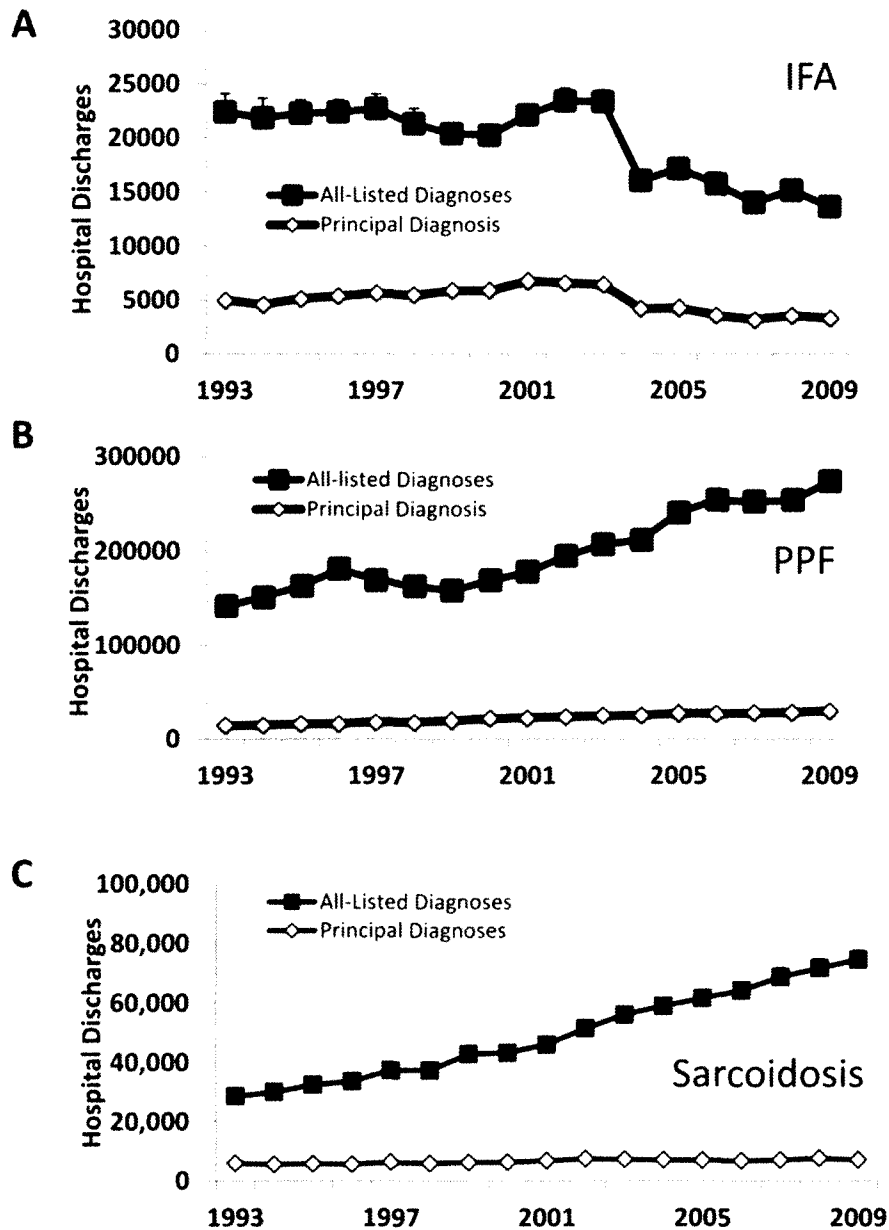 A
30000
25000
20000
15000
10000
5000
0
Hospital Discharges
IFA
All-Listed Diagnoses
Principal Diagnosis
1993 1997 2001 2005 2009
B
300000
200000
100000
0
Hospital Discharges
All-listed Diagnoses
Principal Diagnosis
PPF
1993 1997 2001 2005 2009
C
100,000
80,000
60,000
40,000
20,000
0
Hospital Discharges
All-Listed Diagnoses
Principal Diagnoses
Sarcoidosis
1993 1997 2001 2005 2009